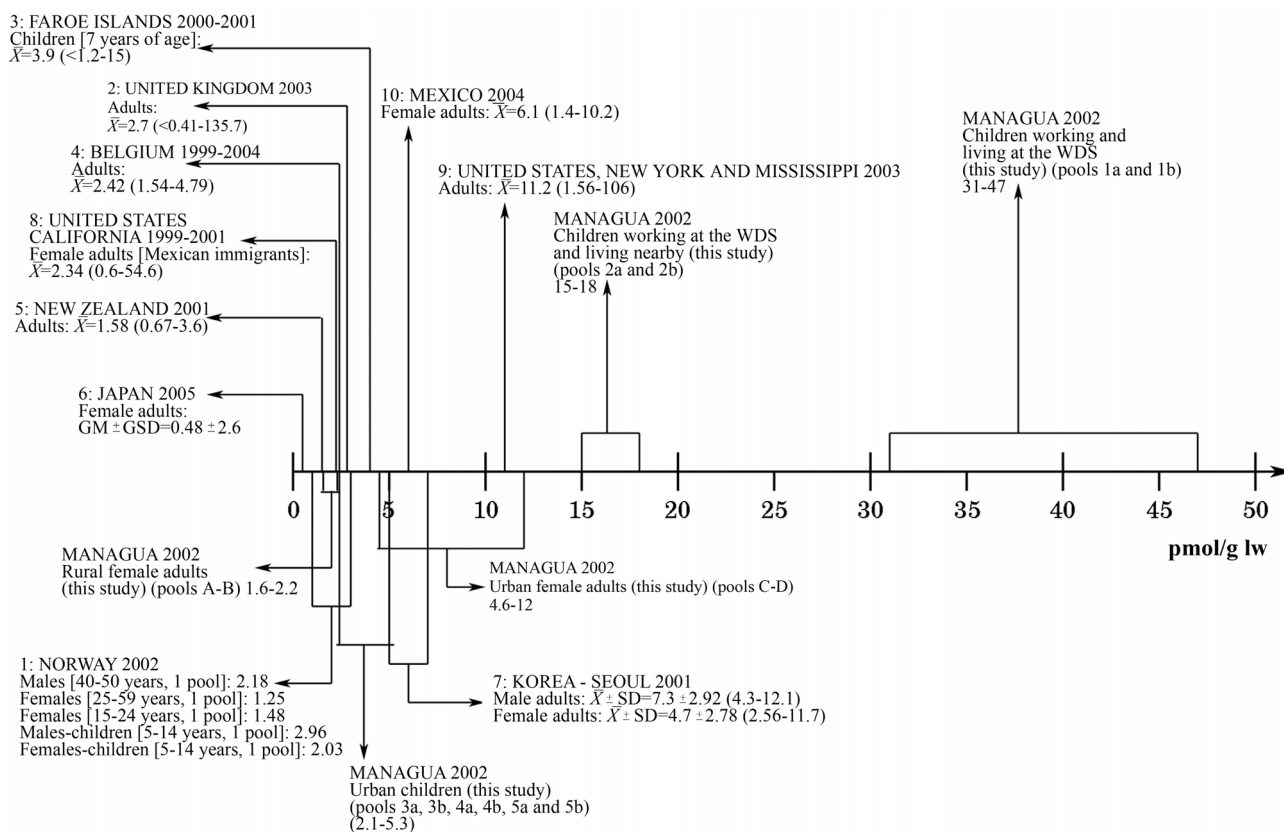 3: FAROE ISLANDS 2000-2001
Children [7 years of age]:
X̅=3.9 (<1.2-15)
2: UNITED KINGDOM 2003
Adults:
X̅=2.7 (<0.41-135.7)
4: BELGIUM 1999-2004
Adults:
X̅=2.42 (1.54-4.79)
8: UNITED STATES
CALIFORNIA 1999-2001
Female adults [Mexican immigrants]:
X̅=2.34 (0.6-54.6)
5: NEW ZEALAND 2001
Adults: X̅=1.58 (0.67-3.6)
6: JAPAN 2005
Female adults:
GM ±GSD=0.48 ±2.6
10: MEXICO 2004
Female adults: X̅=6.1 (1.4-10.2)
9: UNITED STATES, NEW YORK AND MISSISSIPPI 2003
Adults: X̅=11.2 (1.56-106)
MANAGUA 2002
Children working at the WDS
and living nearby (this study)
(pools 2a and 2b)
15-18
MANAGUA 2002
Children working and
living at the WDS
(this study) (pools 1a and 1b)
31-47
0 5 10 15 20 25 30 35 40 45 50
pmol/g lw
MANAGUA 2002
Rural female adults
(this study) (pools A-B) 1.6-2.2
MANAGUA 2002
Urban female adults (this study) (pools C-D)
4.6-12
1: NORWAY 2002
Males [40-50 years, 1 pool]: 2.18
Females [25-59 years, 1 pool]: 1.25
Females [15-24 years, 1 pool]: 1.48
Males-children [5-14 years, 1 pool]: 2.96
Females-children [5-14 years, 1 pool]: 2.03
7: KOREA - SEOUL 2001
Male adults: X̅ ± SD=7.3 ±2.92 (4.3-12.1)
Female adults: X̅ ± SD=4.7 ±2.78 (2.56-11.7)
MANAGUA 2002
Urban children (this study)
(pools 3a, 3b, 4a, 4b, 5a and 5b)
(2.1-5.3)